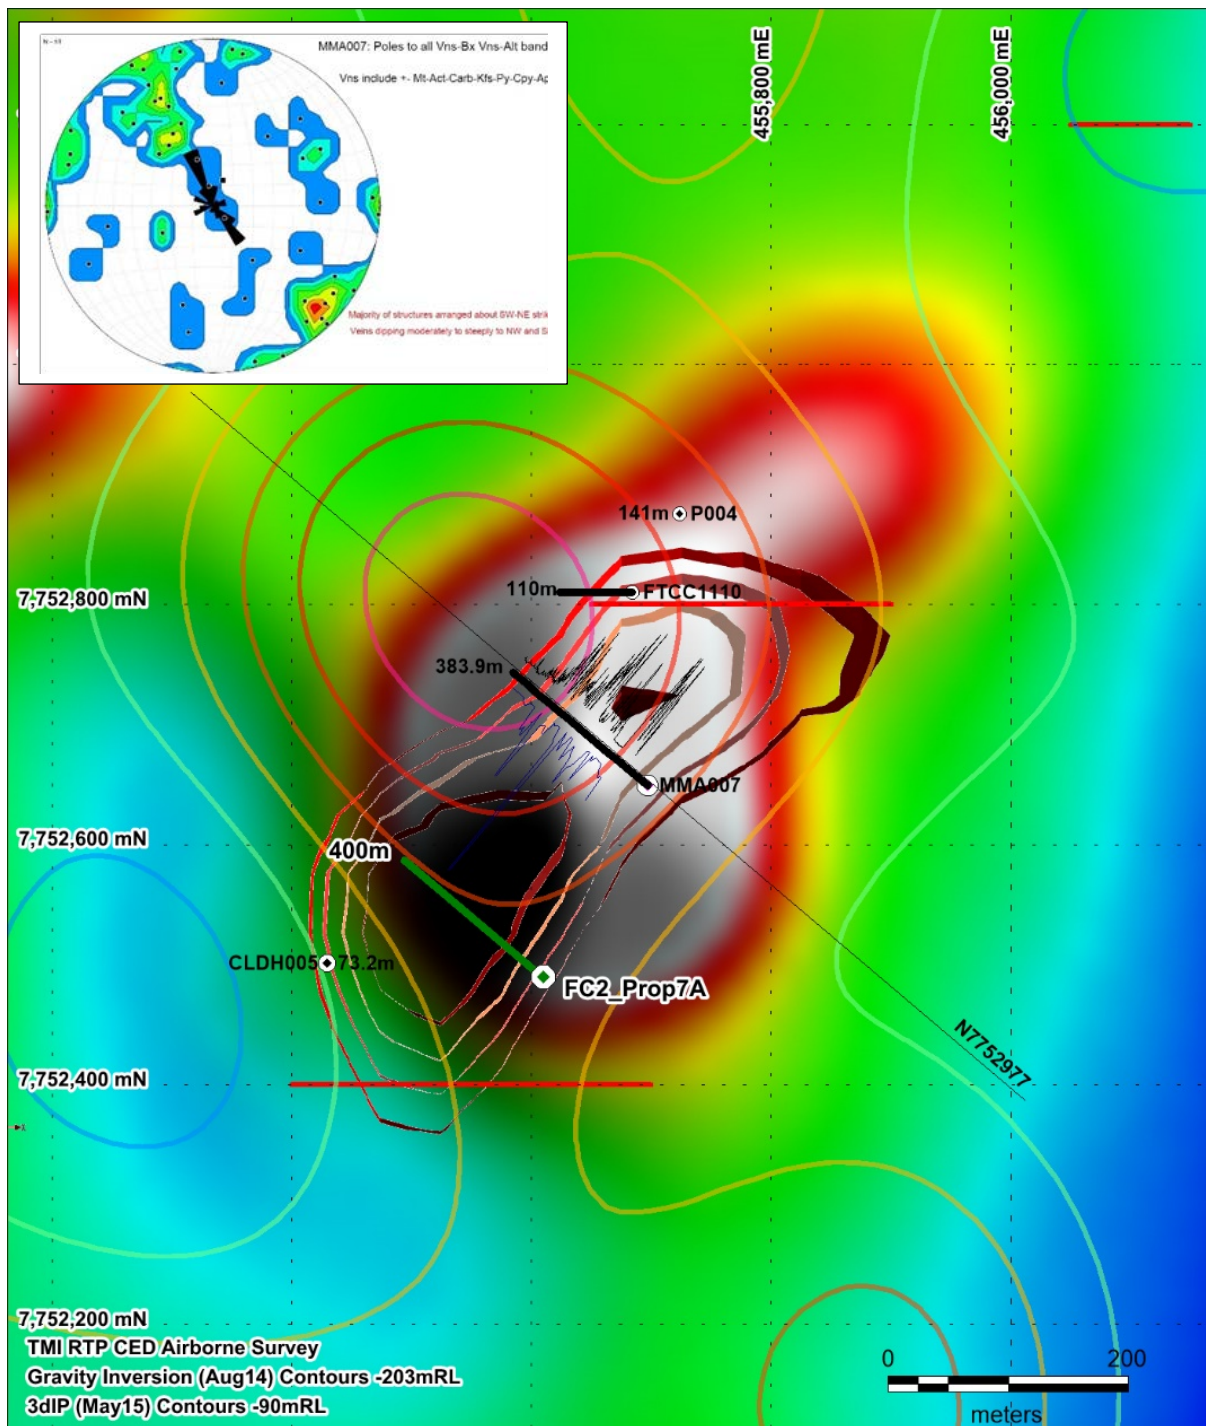 N = 61
MMA007: Poles to all Vns-Bx Vns-Alt band
Vns include +- Mt-Act-Carb-Kfs-Py-Cpy-Ap
Majority of structures arranged about SW-NE strik
Veins dipping moderately to steeply to NW and S
455,800 mE
456,000 mE
141m P004
110m FTCC1110
7,752,800 mN
383.9m
MMA007
7,752,600 mN
400m
CLDH005 73.2m
FC2_Prop7A
N7752977
7,752,400 mN
7,752,200 mN
TMI RTP CED Airborne Survey
Gravity Inversion (Aug14) Contours -203mRL
3dIP (May15) Contours -90mRL
0 200
meters